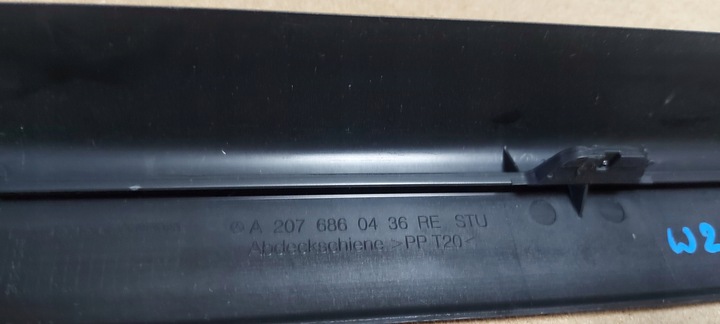 A 207 686 04 36 RE STU
Abdeckschiene >PP T20<
W2